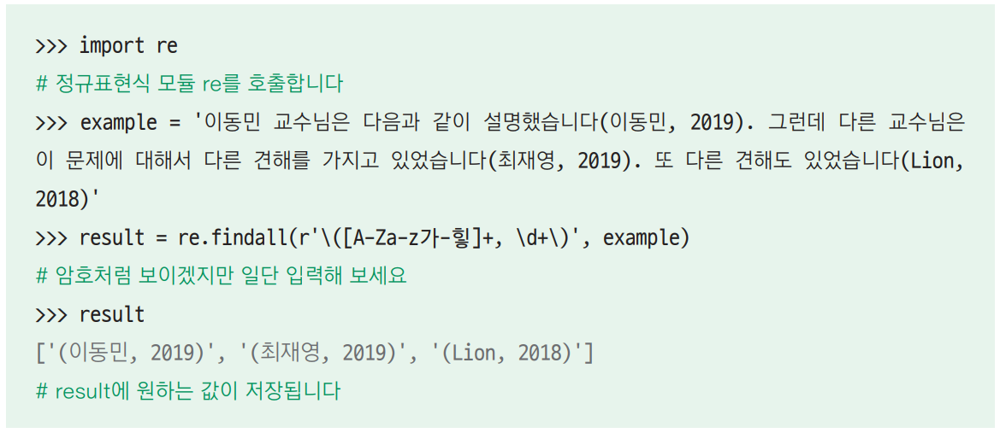 >>> import re
# 정규표현식 모듈 re를 호출합니다
>>> example = '이동민 교수님은 다음과 같이 설명했습니다(이동민, 2019). 그런데 다른 교수님은
이 문제에 대해서 다른 견해를 가지고 있었습니다(최재영, 2019). 또 다른 견해도 있었습니다(Lion,
2018)'
>>> result = re.findall(r'\([A-Za-z가-힣]+, \d+\)', example)
# 암호처럼 보이겠지만 일단 입력해 보세요
>>> result
['(이동민, 2019)', '(최재영, 2019)', '(Lion, 2018)']
# result에 원하는 값이 저장됩니다